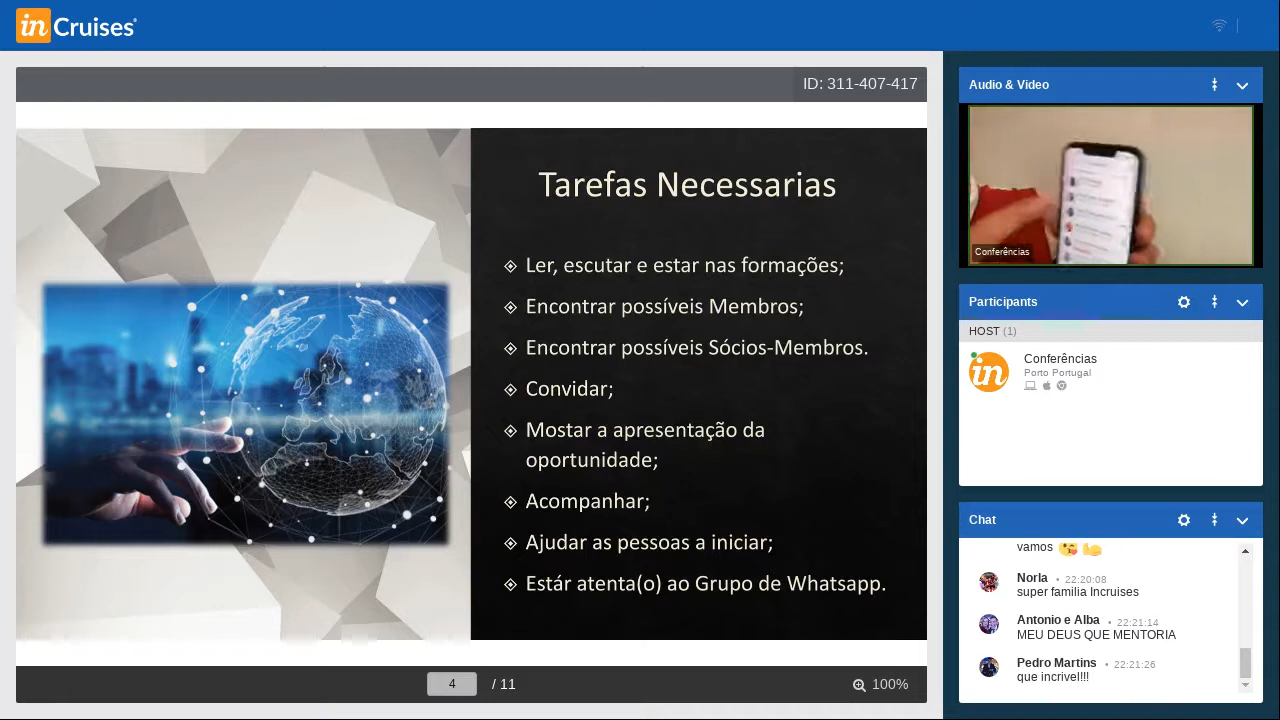 in Cruises®
ID: 311-407-417
Tarefas Necessarias
Ler, escutar e estar nas formações;
Encontrar possíveis Membros;
Encontrar possíveis Sócios-Membros.
Convidar;
Mostar a apresentação da
oportunidade;
Acompanhar;
Ajudar as pessoas a iniciar;
Estár atenta(o) ao Grupo de Whatsapp.
4 / 11
100%
Audio & Video
Conferências
Participants
HOST (1)
in
Conferências
Porto Portugal
Chat
vamos
Norla • 22:20:08
super familia Incruises
Antonio e Alba • 22:21:14
MEU DEUS QUE MENTORIA
Pedro Martins • 22:21:26
que incrivel!!!